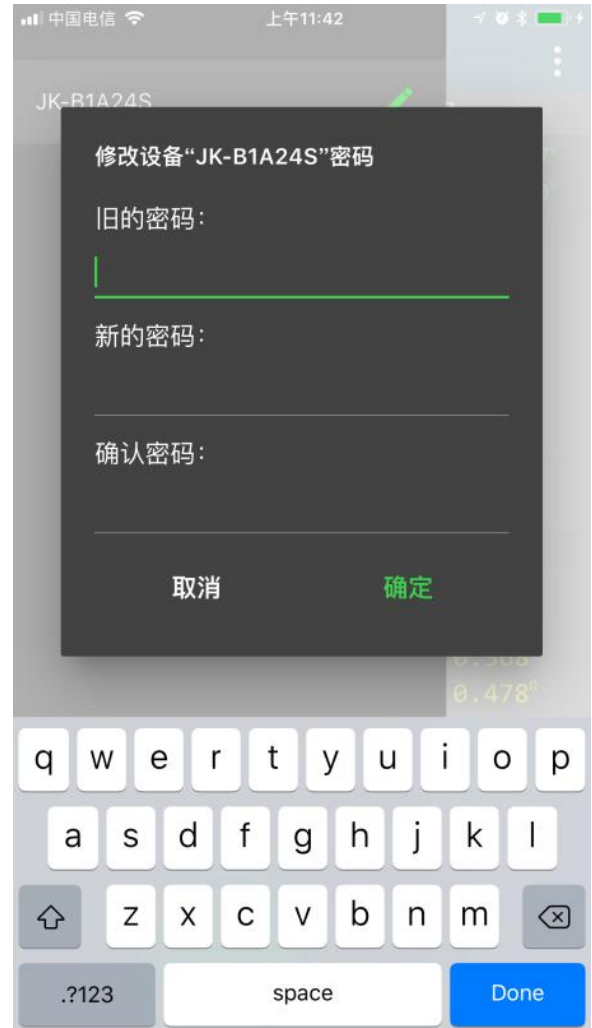 中国电信
上午11:42
JK-B1A24S
修改设备“JK-B1A24S”密码
旧的密码：
新的密码：
确认密码：
取消
确定
0.478
q w e r t y u i o p
a s d f g h j k l
z x c v b n m
.?123
space
Done